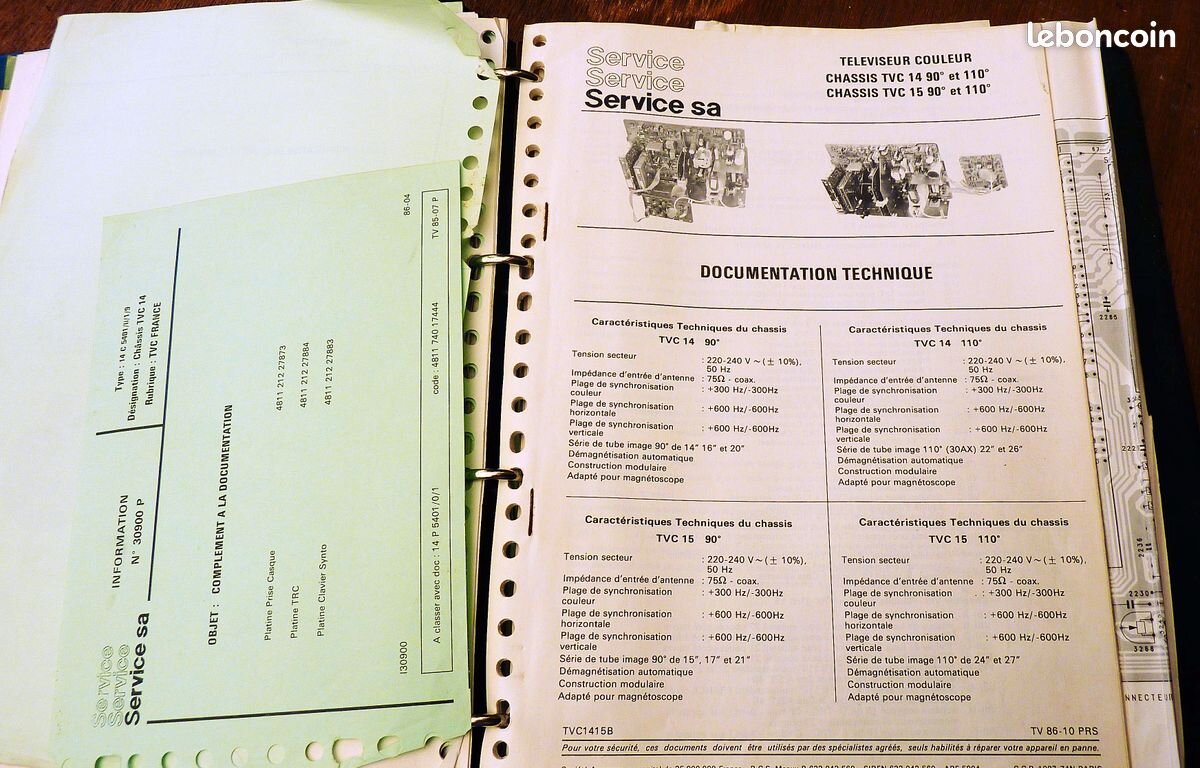 leboncoin
Service
Service
Service sa
INFORMATION
N° 30900 P
Type : 14 C 5401
Désignation : Châssis TVC 14
Rubrique : TVC FRANCE
OBJET : COMPLEMENT A LA DOCUMENTATION
Platine Prise Casque 4811 212 27873
Platine TRC 4811 212 27884
Platine Clavier Synto 4811 212 27883
130900
86-04
A classer avec doc : 14 P 5401/0/1 code : 4811 740 17444 TV 85-07 P
Service
Service
Service sa
TELEVISEUR COULEUR
CHASSIS TVC 14 90° et 110°
CHASSIS TVC 15 90° et 110°
DOCUMENTATION TECHNIQUE
Caractéristiques Techniques du chassis
TVC 14 90°
Tension secteur : 220-240 V ~ (± 10%),
50 Hz
Impédance d'entrée d'antenne : 75Ω - coax.
Plage de synchronisation : +300 Hz/-300Hz
couleur
Plage de synchronisation : +600 Hz/-600Hz
horizontale
Plage de synchronisation : +600 Hz/-600Hz
verticale
Série de tube image 90° de 14" 16" et 20"
Démagnétisation automatique
Construction modulaire
Adapté pour magnétoscope
Caractéristiques Techniques du chassis
TVC 14 110°
Tension secteur : 220-240 V ~ (± 10%),
50 Hz
Impédance d'entrée d'antenne : 75Ω - coax.
Plage de synchronisation : +300 Hz/-300Hz
couleur
Plage de synchronisation : +600 Hz/-600Hz
horizontale
Plage de synchronisation : +600 Hz/-600Hz
verticale
Série de tube image 110° (30AX) 22" et 26"
Démagnétisation automatique
Construction modulaire
Adapté pour magnétoscope
Caractéristiques Techniques du chassis
TVC 15 90°
Tension secteur : 220-240 V ~ (± 10%),
50 Hz
Impédance d'entrée d'antenne : 75Ω - coax.
Plage de synchronisation : +300 Hz/-300Hz
couleur
Plage de synchronisation : +600 Hz/-600Hz
horizontale
Plage de synchronisation : +600 Hz/-600Hz
verticale
Série de tube image 90° de 15", 17" et 21"
Démagnétisation automatique
Construction modulaire
Adapté pour magnétoscope
Caractéristiques Techniques du chassis
TVC 15 110°
Tension secteur : 220-240 V ~ (± 10%),
50 Hz
Impédance d'entrée d'antenne : 75Ω - coax.
Plage de synchronisation : +300 Hz/-300Hz
couleur
Plage de synchronisation : +600 Hz/-600Hz
horizontale
Plage de synchronisation : +600 Hz/-600Hz
verticale
Série de tube image 110° de 24" et 27"
Démagnétisation automatique
Construction modulaire
Adapté pour magnétoscope
TVC1415B TV 86-10 PRS
Pour votre sécurité, ces documents doivent être utilisés par des spécialistes agréés, seuls habilités à réparer votre appareil en panne.
2265
2236
2230
3266